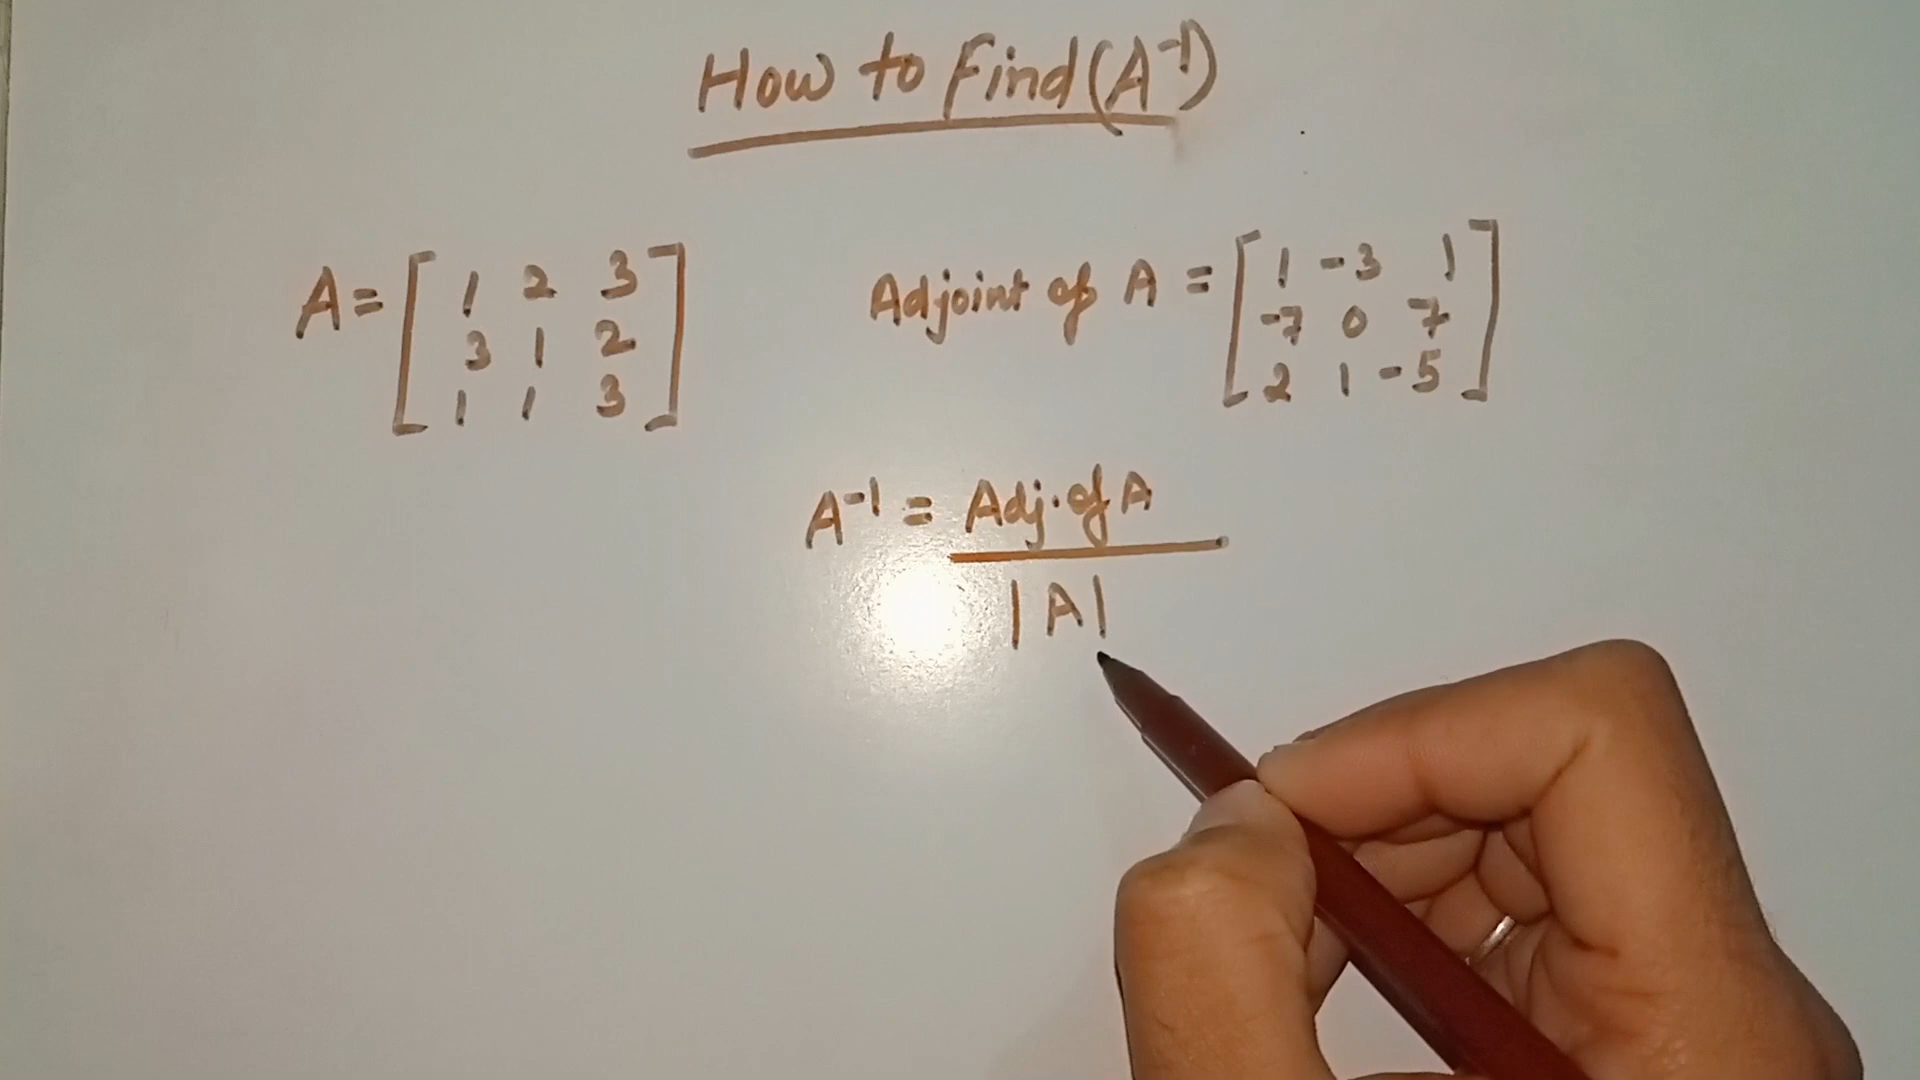 How to find (A⁻¹)
A = [ 1 2 3
3 1 2
1 1 3 ]
Adjoint of A = [ 1 -3 1
-7 0 7
2 1 -5 ]
A⁻¹ = Adj. of A
|A|